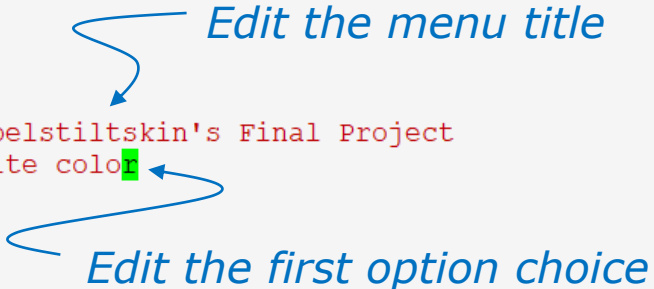 Edit the menu title
pelstiltskin's Final Project
ite color
Edit the first option choice